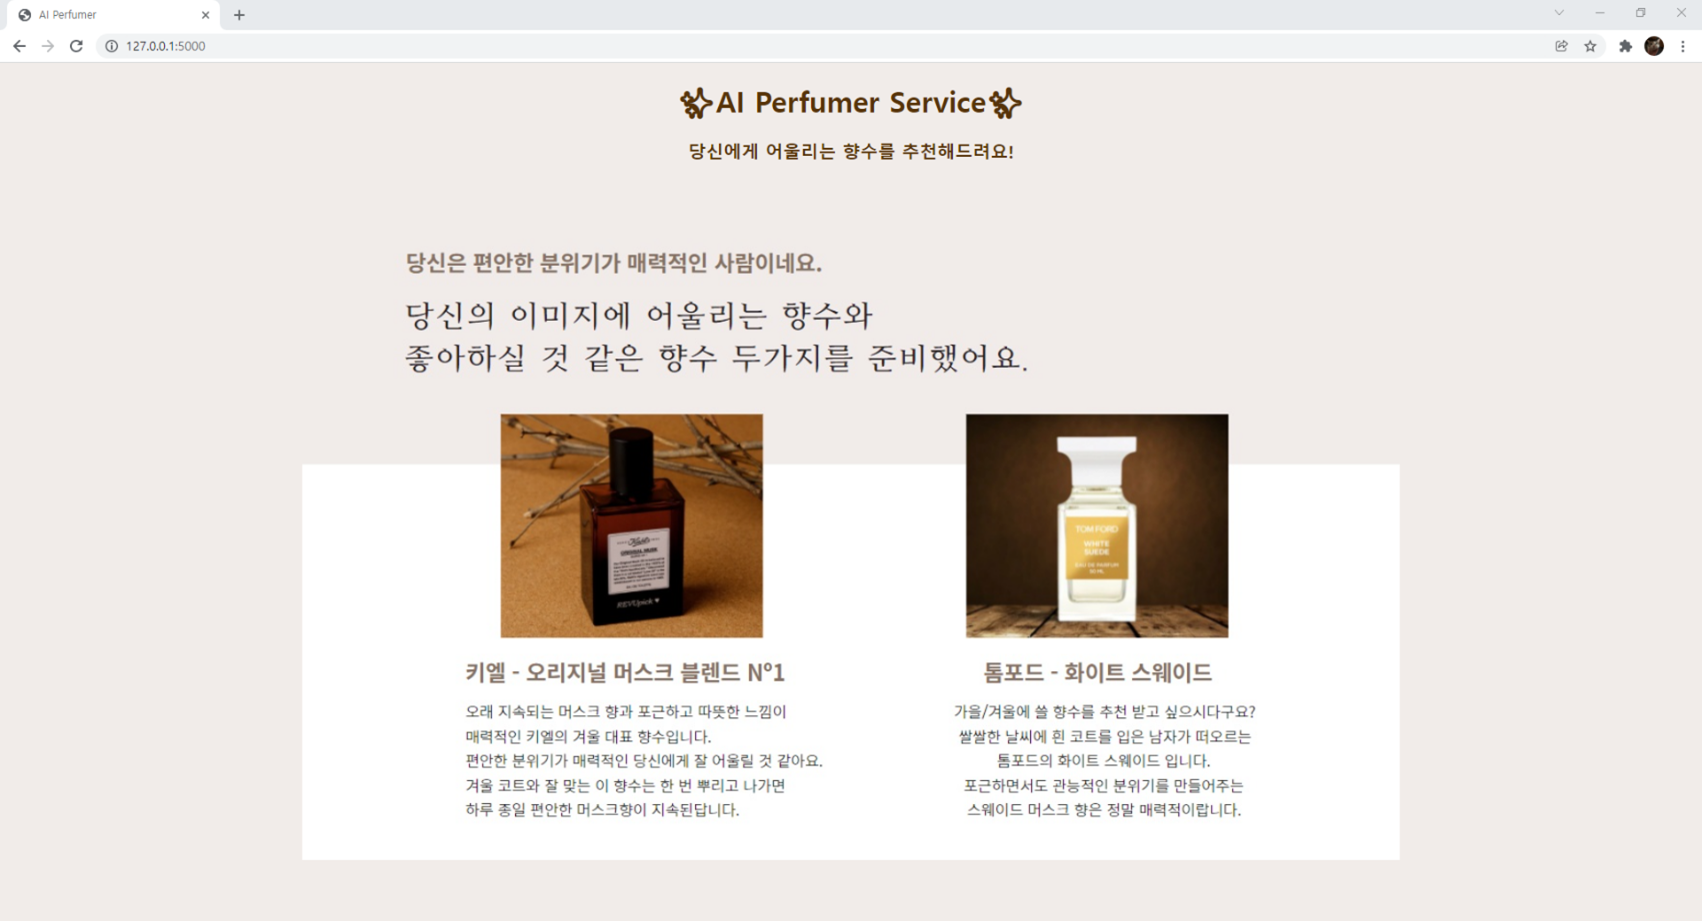 AI Perfumer
127.0.0.1:5000
AI Perfumer Service
당신에게 어울리는 향수를 추천해드려요!
당신은 편안한 분위기가 매력적인 사람이네요.
당신의 이미지에 어울리는 향수와
좋아하실 것 같은 향수 두가지를 준비했어요.
Kiehl's
ORIGINAL MUSK
REVUpick ♥
TOM FORD
WHITE
SUEDE
EAU DE PARFUM
50 ML
키엘 - 오리지널 머스크 블렌드 Nº1
오래 지속되는 머스크 향과 포근하고 따뜻한 느낌이
매력적인 키엘의 겨울 대표 향수입니다.
편안한 분위기가 매력적인 당신에게 잘 어울릴 것 같아요.
겨울 코트와 잘 맞는 이 향수는 한 번 뿌리고 나가면
하루 종일 편안한 머스크향이 지속된답니다.
톰포드 - 화이트 스웨이드
가을/겨울에 쓸 향수를 추천 받고 싶으시다구요?
쌀쌀한 날씨에 흰 코트를 입은 남자가 떠오르는
톰포드의 화이트 스웨이드 입니다.
포근하면서도 관능적인 분위기를 만들어주는
스웨이드 머스크 향은 정말 매력적이랍니다.